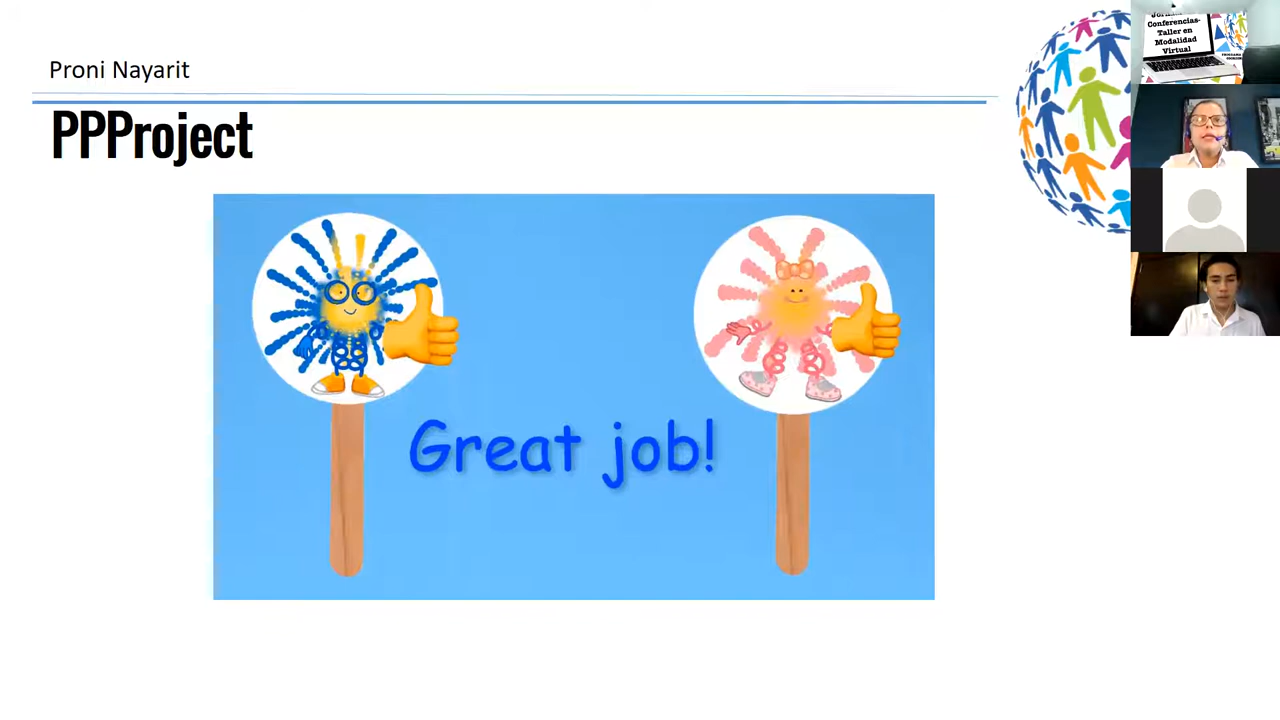 Proni Nayarit
PPProject
Great job!
Conferencias-
Taller en
Modalidad
Virtual